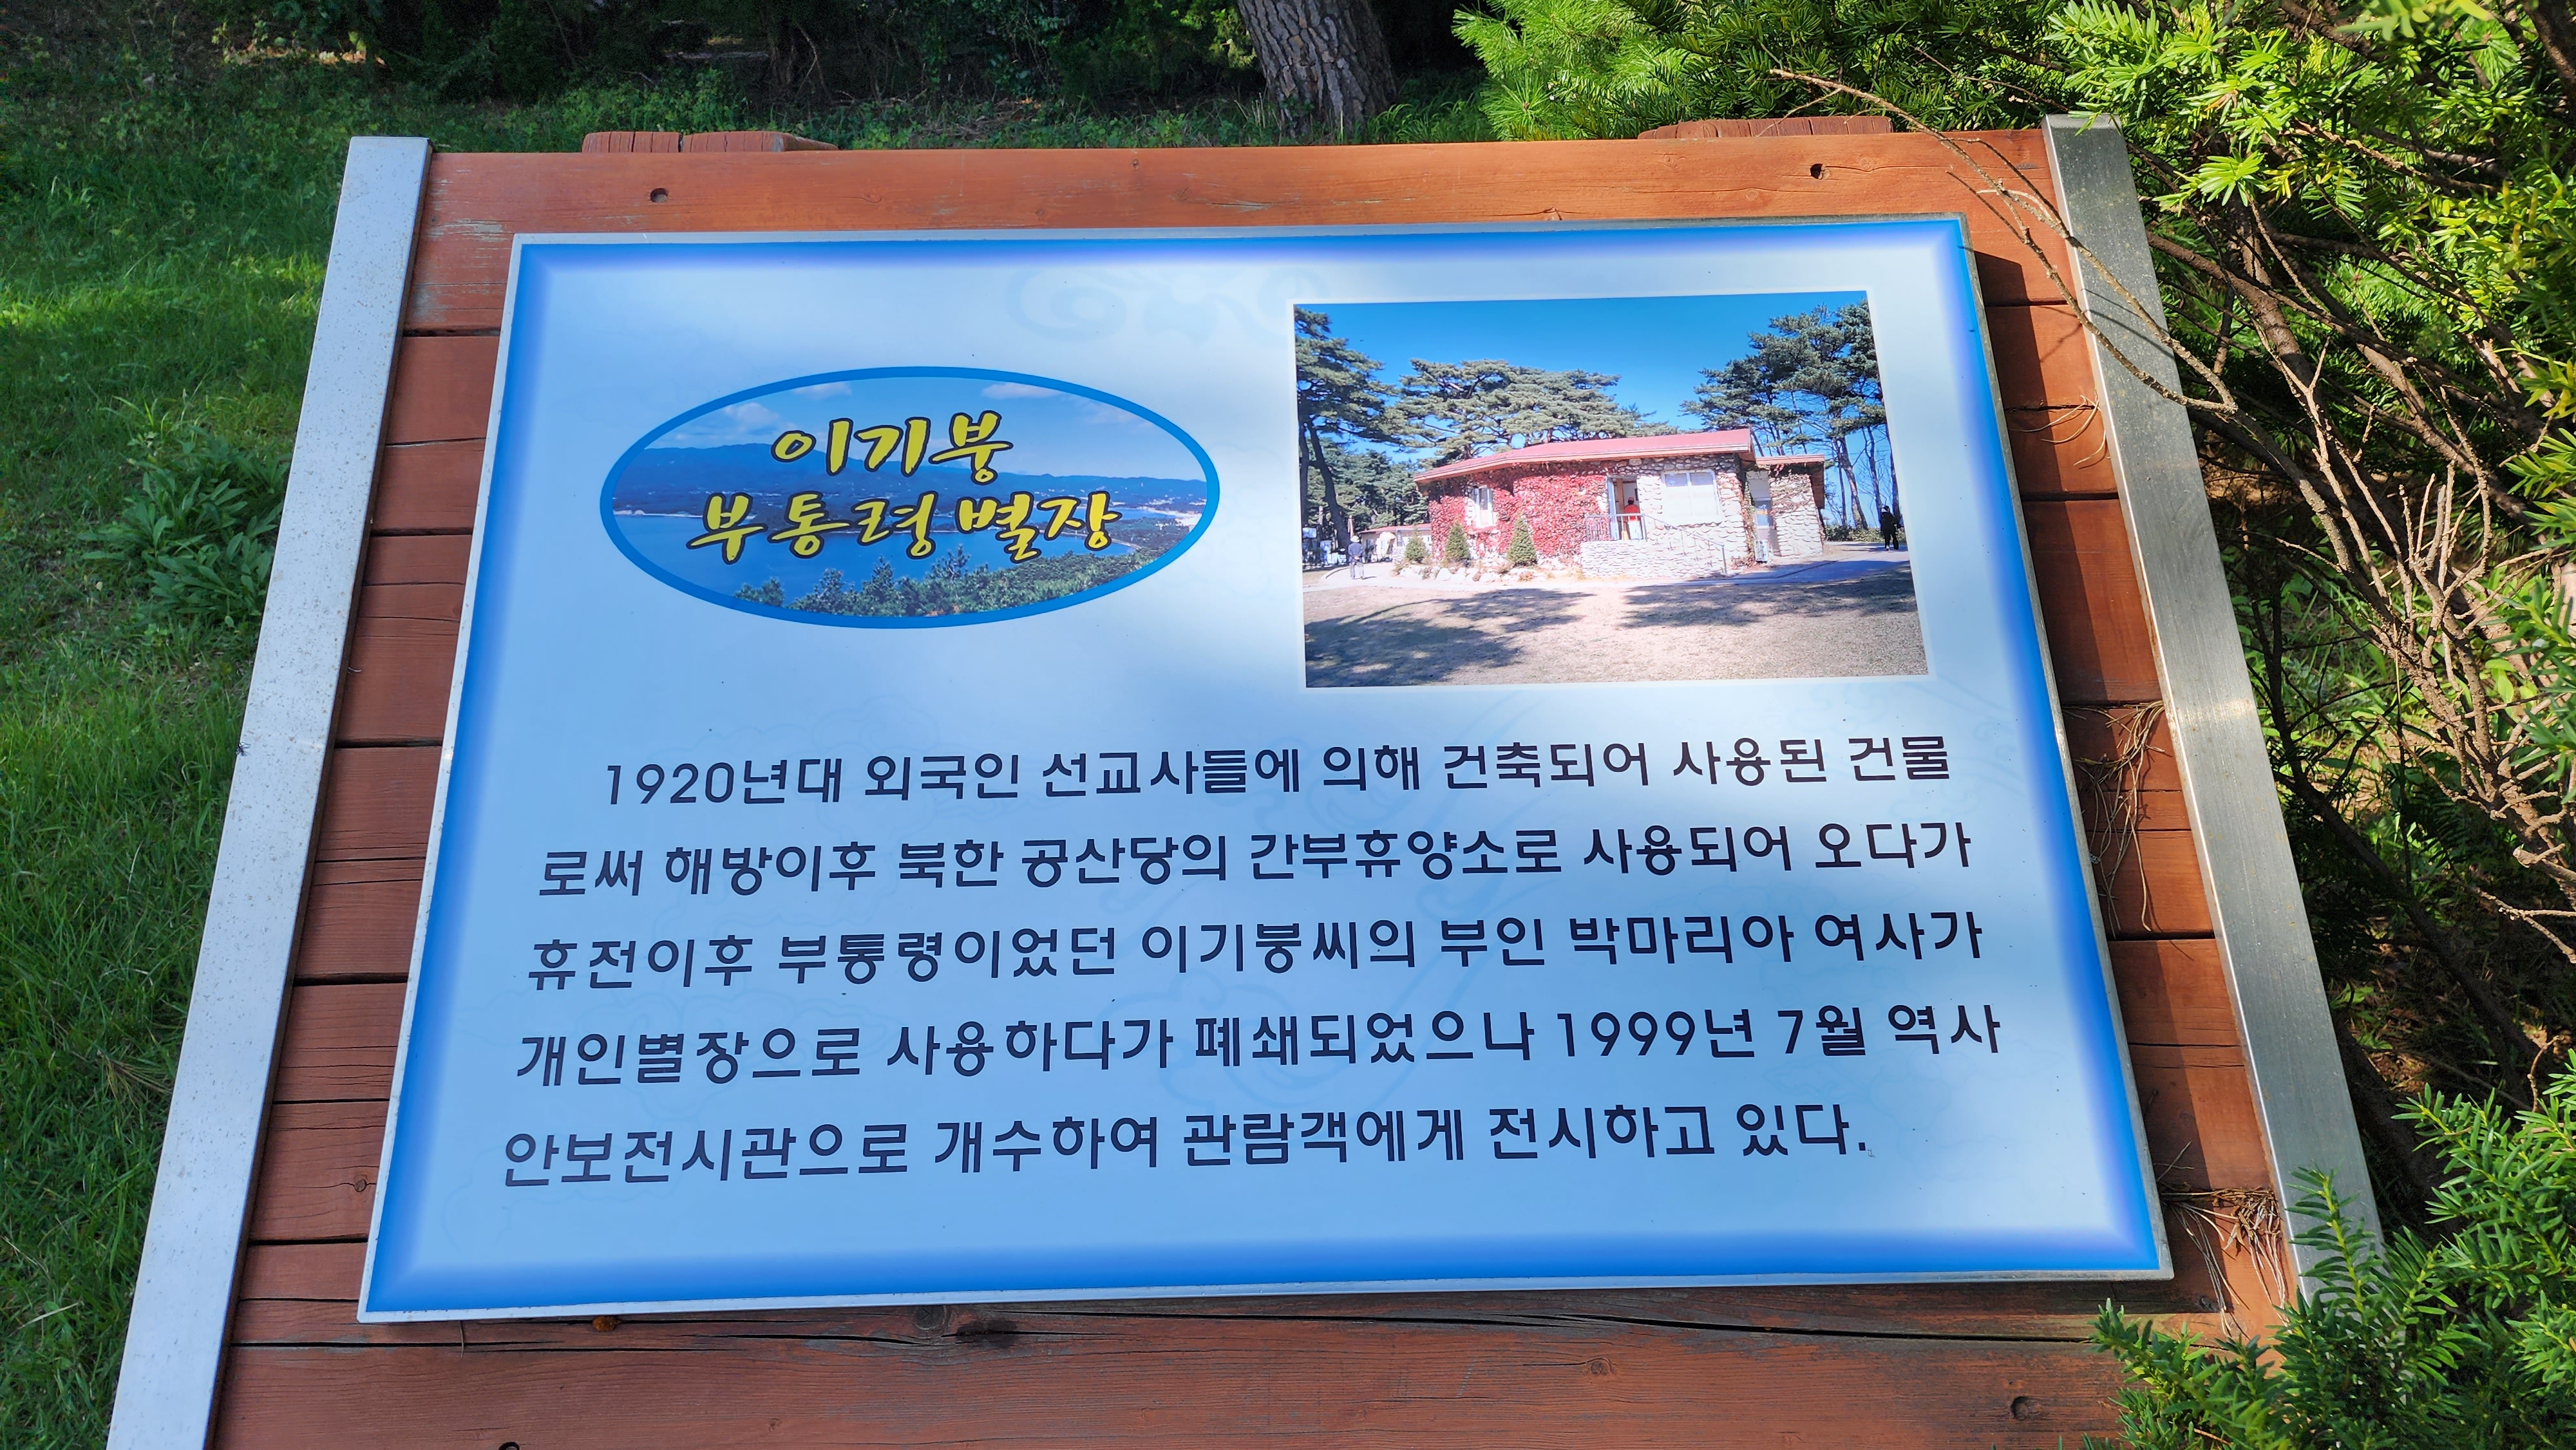 이기붕
부통령별장
1920년대 외국인 선교사들에 의해 건축되어 사용된 건물
로써 해방이후 북한 공산당의 간부휴양소로 사용되어 오다가
휴전이후 부통령이었던 이기붕씨의 부인 박마리아 여사가
개인별장으로 사용하다가 폐쇄되었으나 1999년 7월 역사
안보전시관으로 개수하여 관람객에게 전시하고 있다.